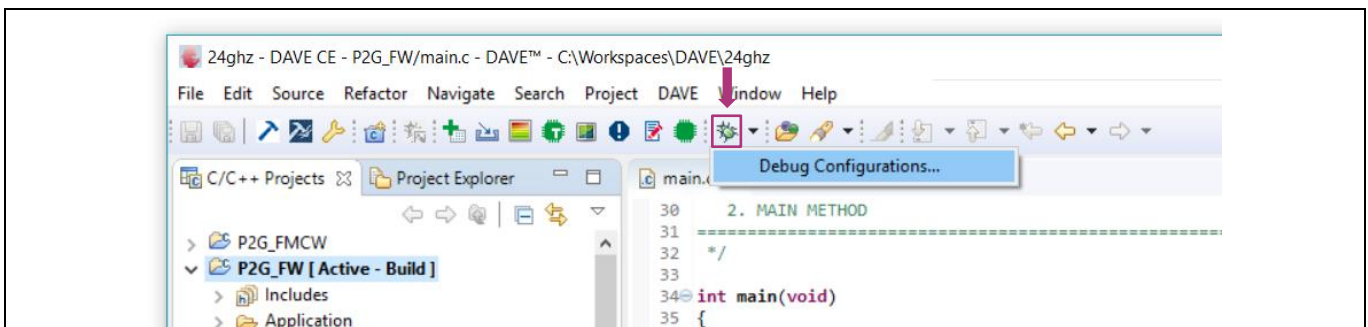 24ghz - DAVE CE - P2G_FW/main.c - DAVE™ - C:\Workspaces\DAVE\24ghz
File Edit Source Refactor Navigate Search Project DAVE Window Help
Debug Configurations...
C/C++ Projects Project Explorer
main.
30 2. MAIN METHOD
31 ==========================================================
32 */
33
34 int main(void)
35 {
P2G_FMCW
P2G_FW [ Active - Build ]
Includes
Application